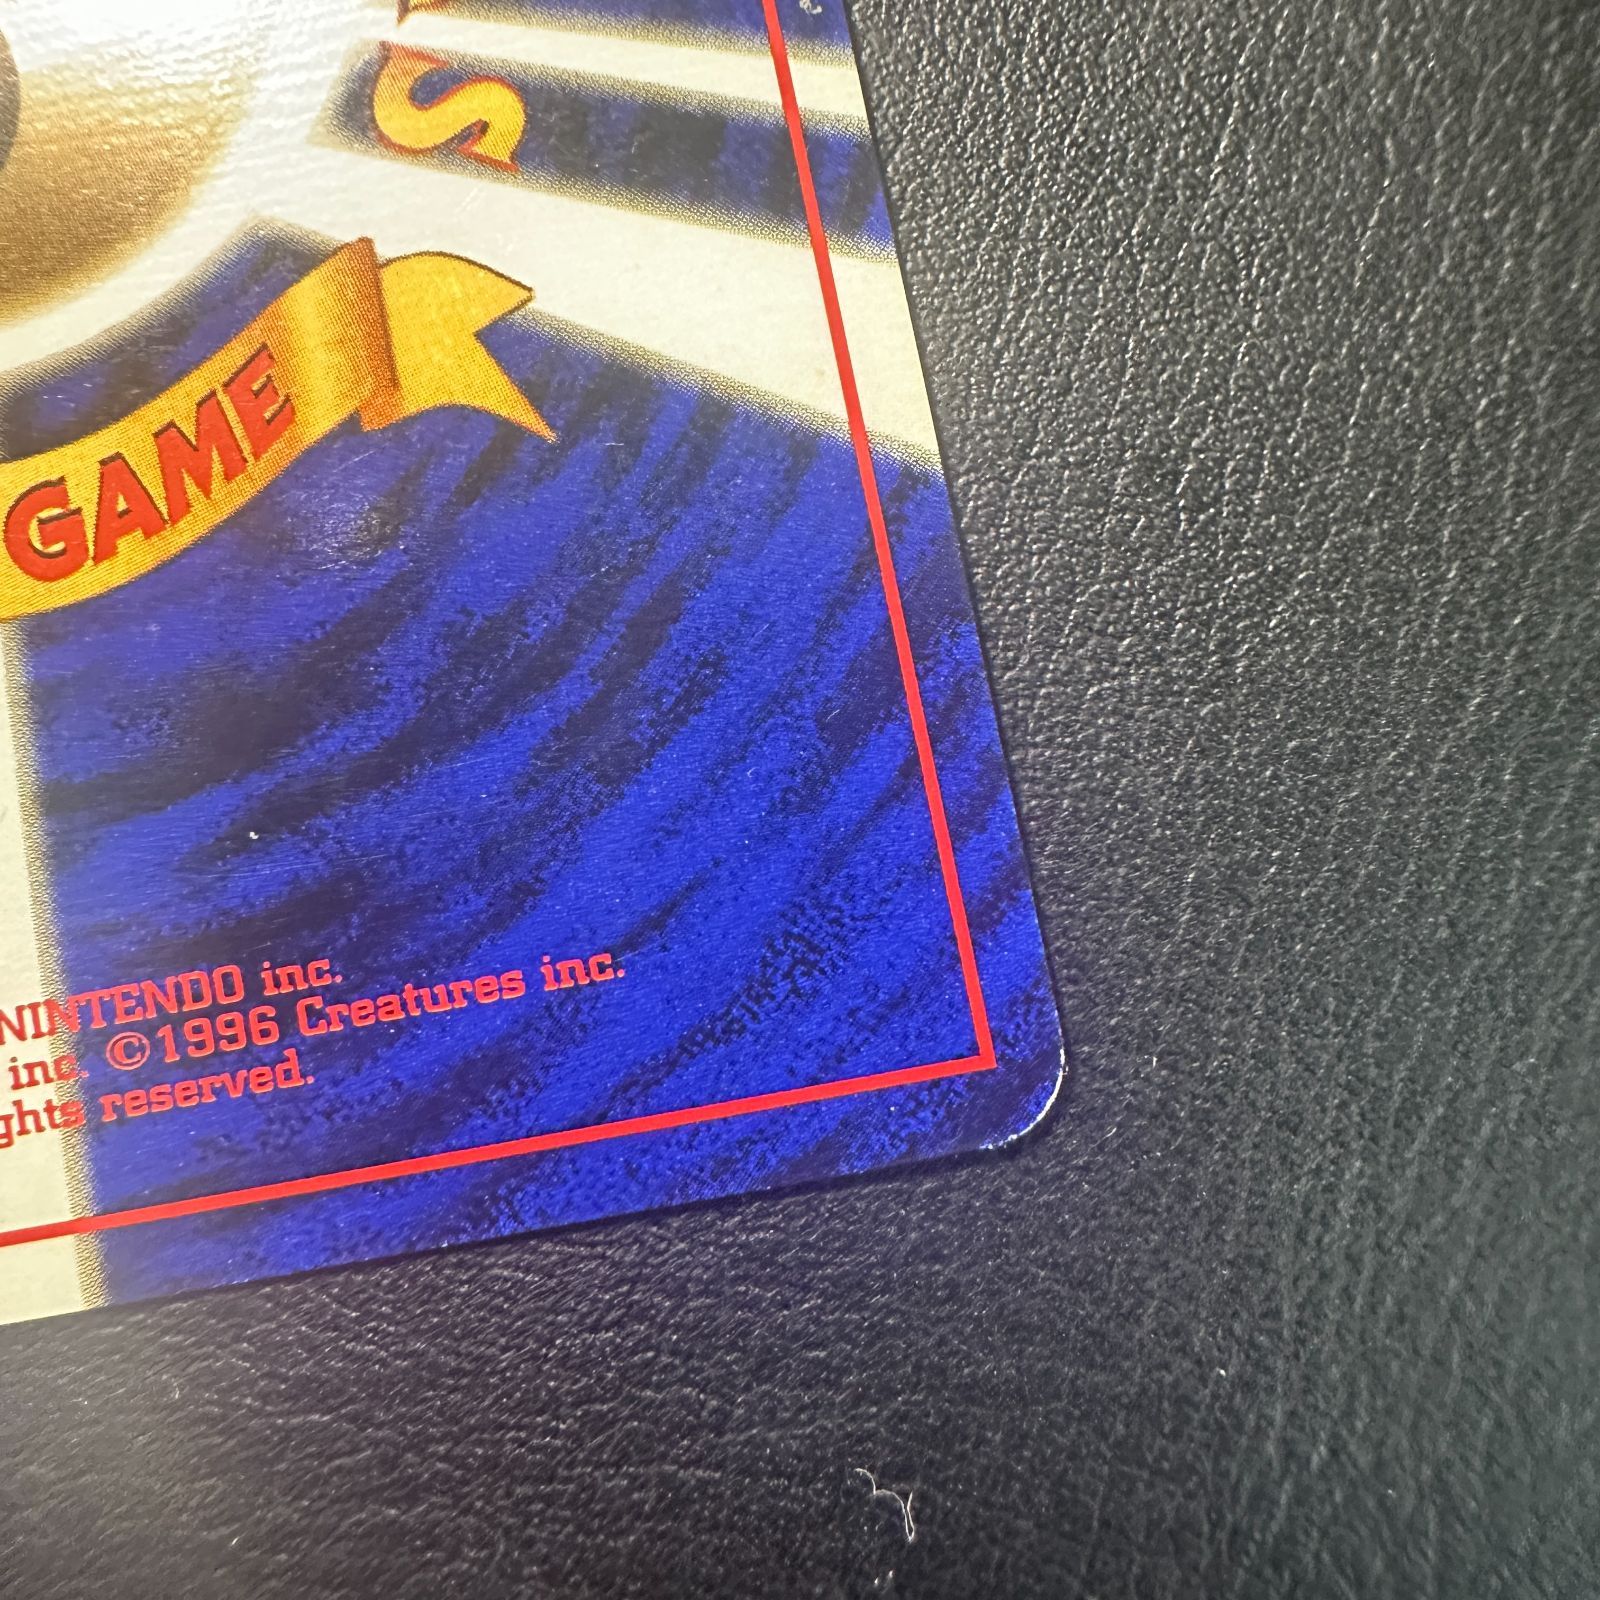 S
GAME
NINTENDO inc.
inc. ©1996 Creatures inc.
ghts reserved.